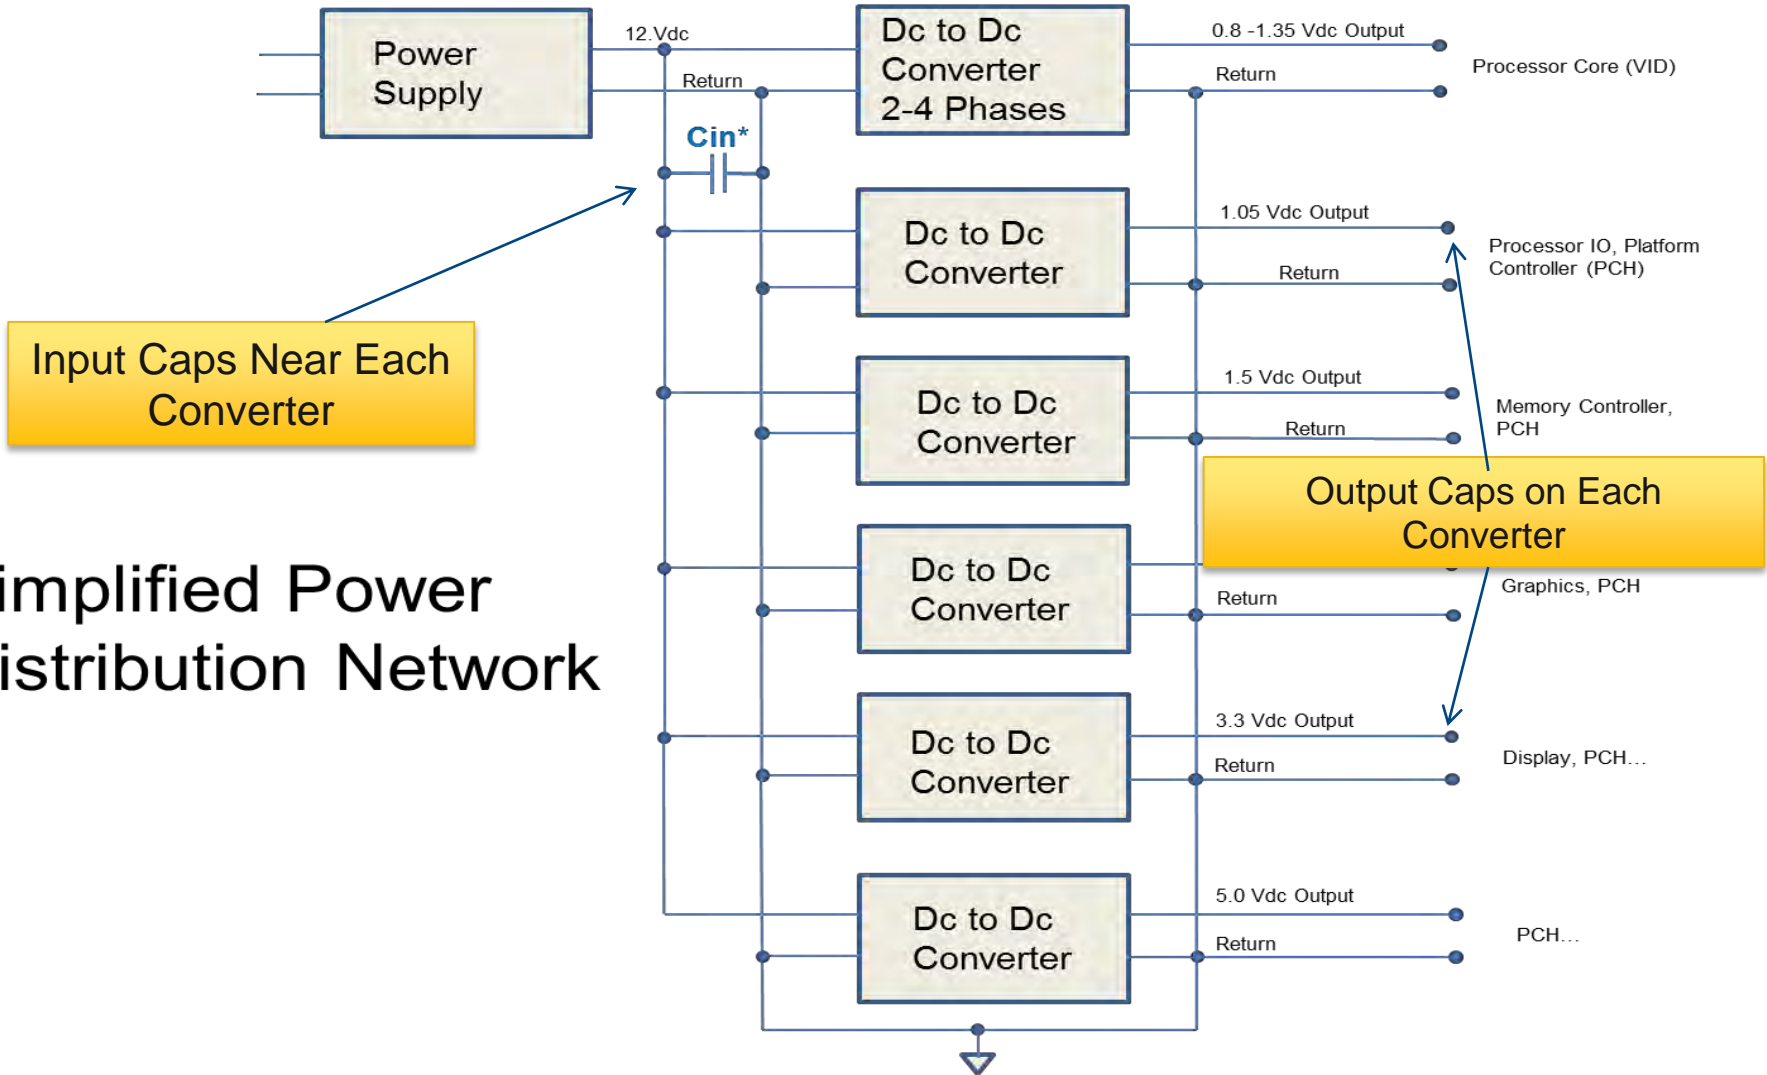 Power
Supply
12.Vdc
Return
Cin*
Dc to Dc
Converter
2-4 Phases
0.8 -1.35 Vdc Output
Return
Processor Core (VID)
Dc to Dc
Converter
1.05 Vdc Output
Return
Processor IO, Platform
Controller (PCH)
Input Caps Near Each
Converter
Dc to Dc
Converter
1.5 Vdc Output
Return
Memory Controller,
PCH
Output Caps on Each
Converter
Dc to Dc
Converter
Return
Graphics, PCH
implified Power
istribution Network
Dc to Dc
Converter
3.3 Vdc Output
Return
Display, PCH...
Dc to Dc
Converter
5.0 Vdc Output
Return
PCH...